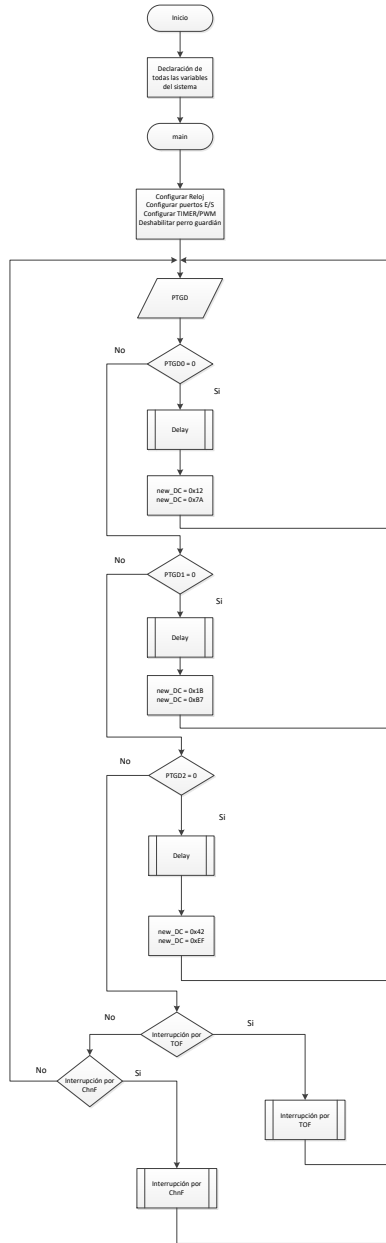 Inicio
Declaración de
todas las variables
del sistema
main
Configurar Reloj
Configurar puertos E/S
Configurar TIMER/PWM
Deshabilitar perro guardián
PTGD
No
PTGD0 = 0
Si
Delay
new_DC = 0x12
new_DC = 0x7A
No
PTGD1 = 0
Si
Delay
new_DC = 0x1B
new_DC = 0xB7
No
PTGD2 = 0
Si
Delay
new_DC = 0x42
new_DC = 0xEF
No
Interrupción por
TOF
Si
No
Interrupción por
ChnF
Si
Interrupción por
TOF
Interrupción por
ChnF